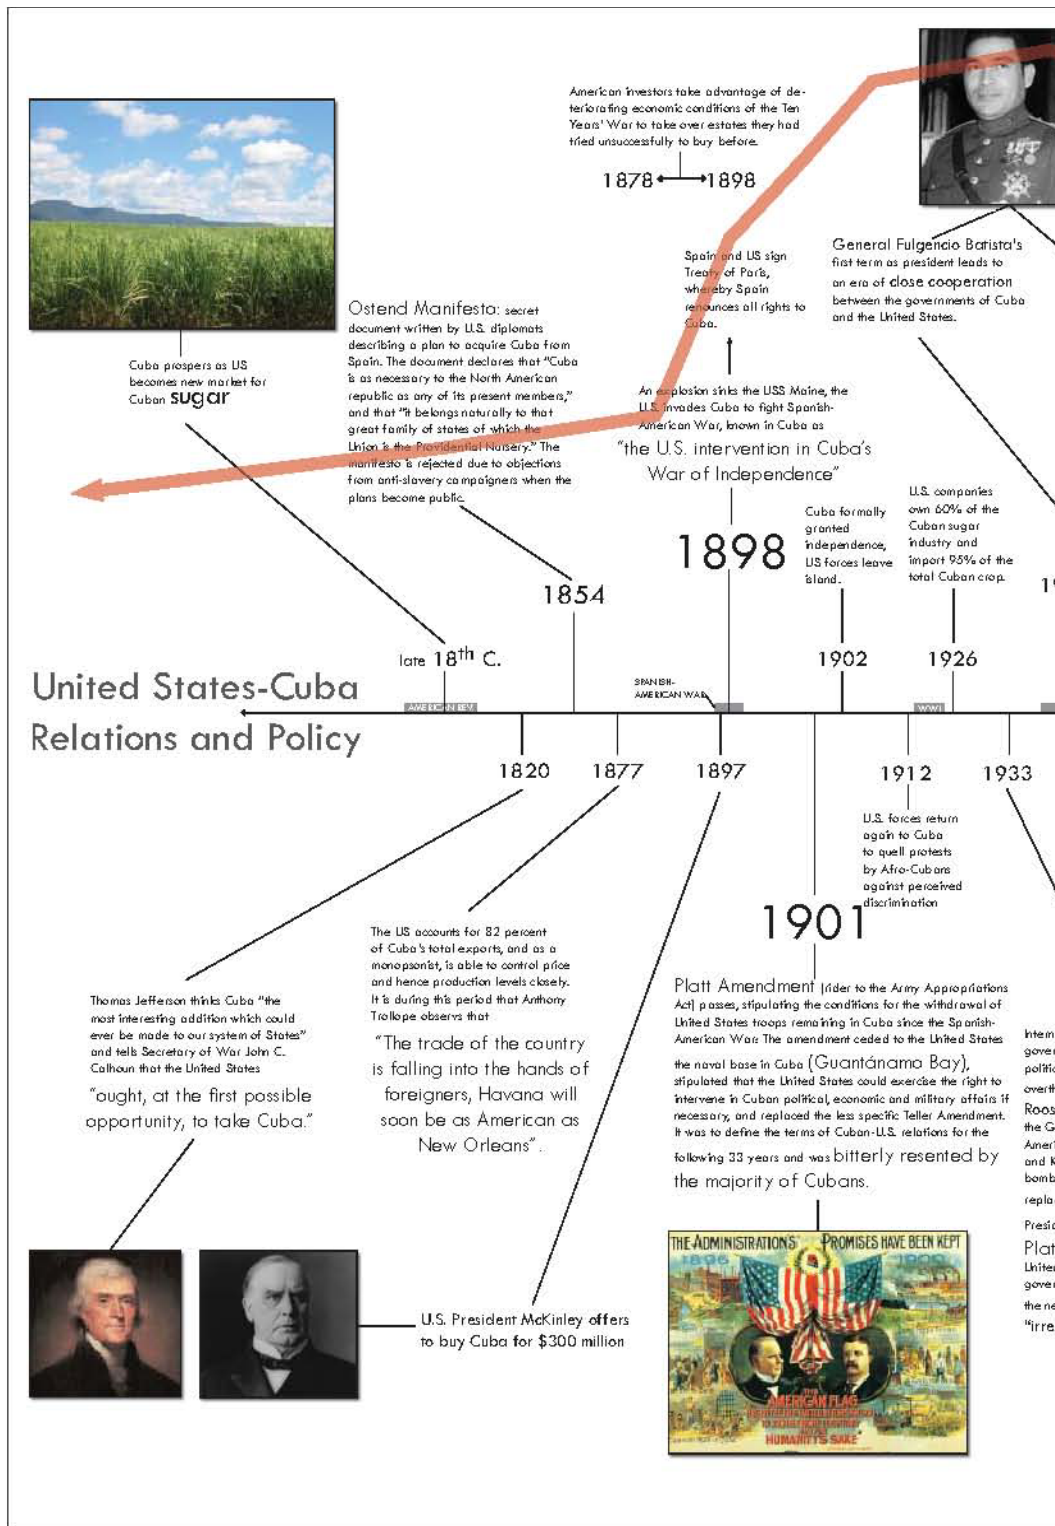 American investors take advantage of de-
teriorating economic conditions of the Ten
Years' War to take over estates they had
tried unsuccessfully to buy before.
1878
1898
Spain and US sign
Treaty of Paris,
whereby Spain
renounces all rights to
Cuba.
General Fulgencio Batista's
first term as president leads to
an era of close cooperation
between the governments of Cuba
and the United States.
Ostend Manifesto: secret
document written by U.S. diplomats
describing a plan to acquire Cuba from
Spain. The document declares that "Cuba
is as necessary to the North American
republic as any of its present members,"
and that "it belongs naturally to that
great family of states of which the
Union is the Providential Nursery." The
manifesto is rejected due to objections
from anti-slavery campaigners when the
plans become public.
Cuba prospers as US
becomes new market for
Cuban sugar
An explosion sinks the USS Maine, the
U.S. invades Cuba to fight Spanish-
American War, known in Cuba as
"the U.S. intervention in Cuba's
War of Independence"
1898
Cuba formally
granted
independence,
US forces leave
island.
U.S. companies
own 60% of the
Cuban sugar
industry and
import 95% of the
total Cuban crop.
1854
late 18th C.
1902
1926
SPANISH-
AMERICAN WAR
AMERICAN REV
WWI
United States-Cuba
Relations and Policy
1820
1877
1897
1912
1933
U.S. forces return
again to Cuba
to quell protests
by Afro-Cubans
against perceived
discrimination
1901
The US accounts for 82 percent
of Cuba's total exports, and as a
monopsonist, is able to control price
and hence production levels closely.
It is during this period that Anthony
Trollope observs that
"The trade of the country
is falling into the hands of
foreigners, Havana will
soon be as American as
New Orleans".
Thomas Jefferson thinks Cuba "the
most interesting addition which could
ever be made to our system of States"
and tells Secretary of War John C.
Calhoun that the United States
"ought, at the first possible
opportunity, to take Cuba."
Platt Amendment (rider to the Army Appropriations
Act) passes, stipulating the conditions for the withdrawal of
United States troops remaining in Cuba since the Spanish-
American War. The amendment ceded to the United States
the naval base in Cuba (Guantánamo Bay),
stipulated that the United States could exercise the right to
intervene in Cuban political, economic and military affairs if
necessary, and replaced the less specific Teller Amendment.
It was to define the terms of Cuban-U.S. relations for the
following 33 years and was bitterly resented by
the majority of Cubans.
U.S. President McKinley offers
to buy Cuba for $300 million
THE ADMINISTRATION'S PROMISES HAVE BEEN KEPT
1896
THE
AMERICAN FLAG
HUMANITY'S SAKE"